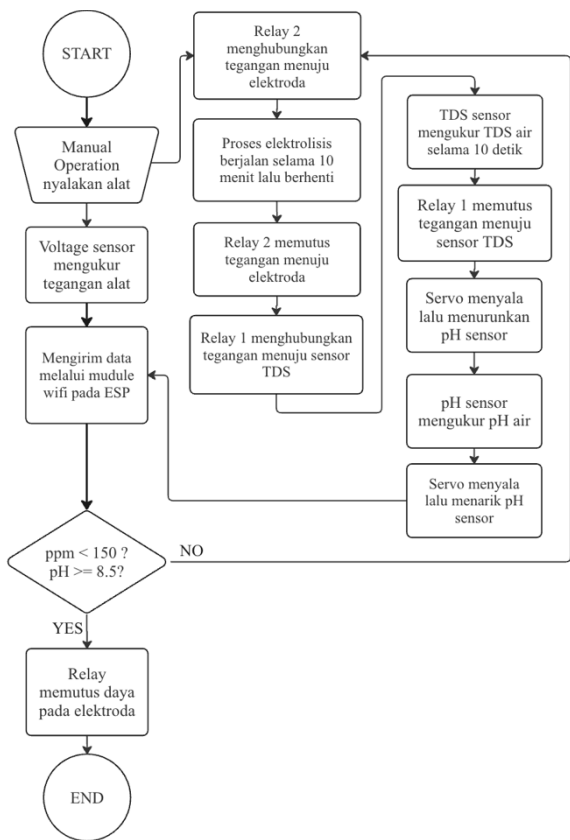 START
Manual
Operation
nyalakan alat
Voltage sensor
mengukur
tegangan alat
Mengirim data
melalui mudule
wifi pada ESP
ppm < 150 ?
pH >= 8.5?
NO
YES
Relay
memutus daya
pada elektroda
END
Relay 2
menghubungkan
tegangan menuju
elektroda
Proses elektrolisis
berjalan selama 10
menit lalu berhenti
Relay 2 memutus
tegangan menuju
elektroda
Relay 1 menghubungkan
tegangan menuju sensor
TDS
TDS sensor
mengukur TDS air
selama 10 detik
Relay 1 memutus
tegangan menuju
sensor TDS
Servo menyala
lalu menurunkan
pH sensor
pH sensor
mengukur pH air
Servo menyala
lalu menarik pH
sensor